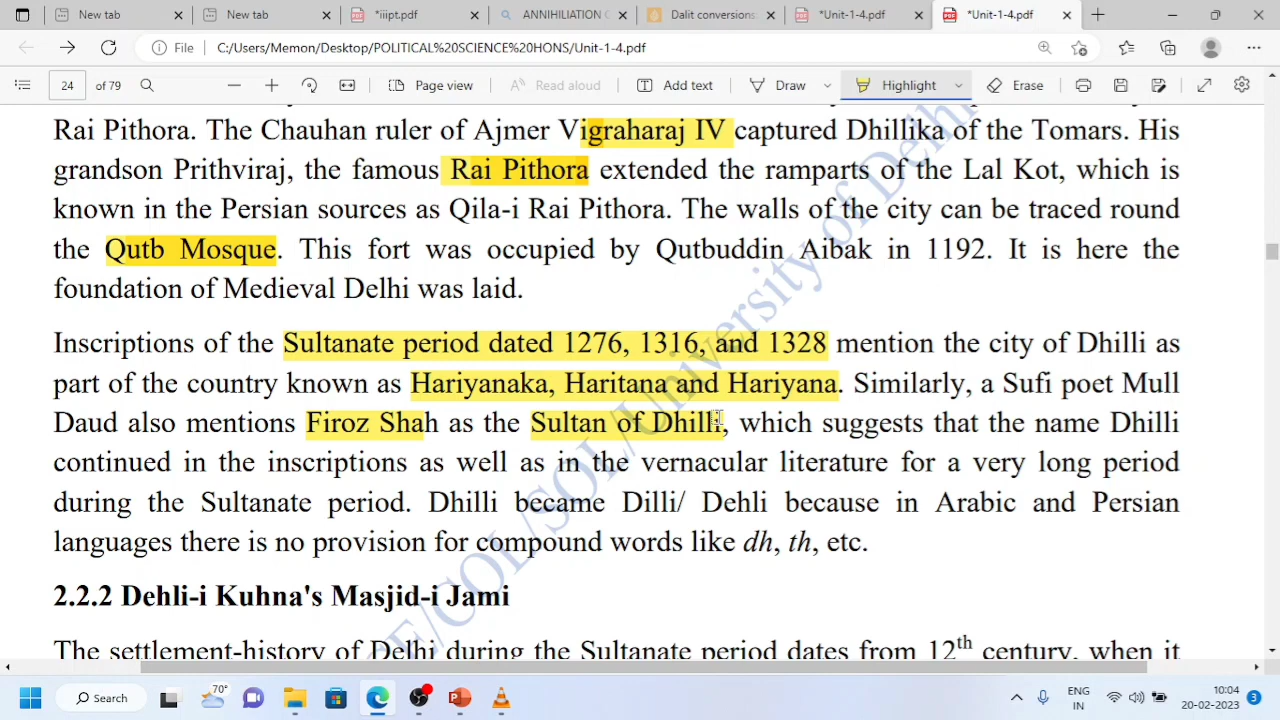 New tab
New tab
*iiipt.pdf
ANNIHILIATION
Dalit conversions
*Unit-1-4.pdf
*Unit-1-4.pdf
File
C:/Users/Memon/Desktop/POLITICAL%20SCIENCE%20HONS/Unit-1-4.pdf
24 of 79
Page view
Read aloud
Add text
Draw
Highlight
Erase
Rai Pithora. The Chauhan ruler of Ajmer Vigraharaj IV captured Dhillika of the Tomars. His
grandson Prithviraj, the famous Rai Pithora extended the ramparts of the Lal Kot, which is
known in the Persian sources as Qila-i Rai Pithora. The walls of the city can be traced round
the Qutb Mosque. This fort was occupied by Qutbuddin Aibak in 1192. It is here the
foundation of Medieval Delhi was laid.
Inscriptions of the Sultanate period dated 1276, 1316, and 1328 mention the city of Dhilli as
part of the country known as Hariyanaka, Haritana and Hariyana. Similarly, a Sufi poet Mull
Daud also mentions Firoz Shah as the Sultan of Dhilli, which suggests that the name Dhilli
continued in the inscriptions as well as in the vernacular literature for a very long period
during the Sultanate period. Dhilli became Dilli/ Dehli because in Arabic and Persian
languages there is no provision for compound words like dh, th, etc.
2.2.2 Dehli-i Kuhna's Masjid-i Jami
The settlement-history of Delhi during the Sultanate period dates from 12th century, when it
/COL/SOL/University of Delhi
Search
70°
ENG
IN
10:04
20-02-2023
3